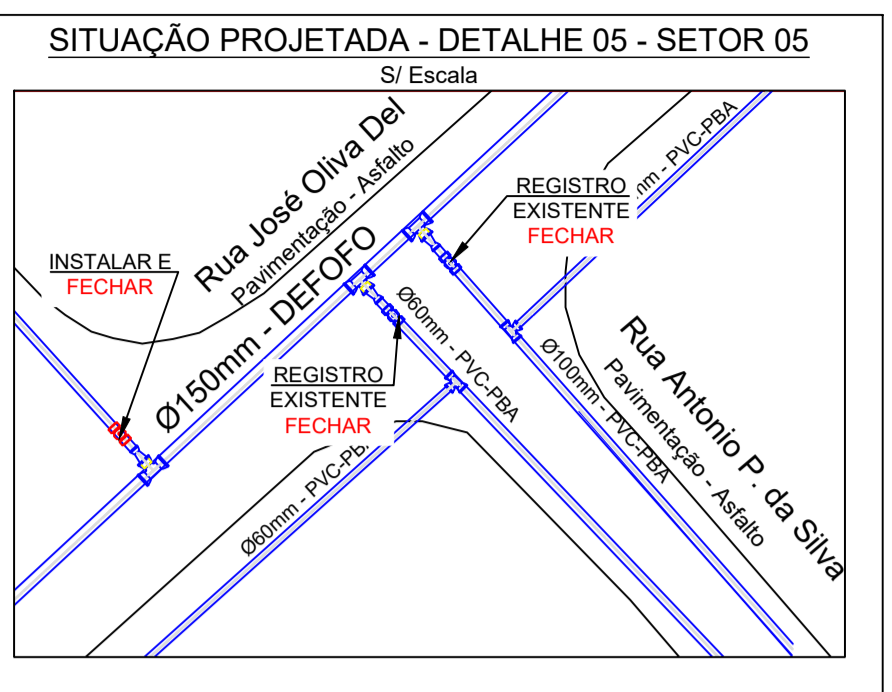 SITUAÇÃO PROJETADA - DETALHE 05 - SETOR 05
S/ Escala
Rua José Oliva Del
Pavimentação - Asfalto
mm - PVC-PBA
REGISTRO
EXISTENTE
FECHAR
INSTALAR E
FECHAR
Ø150mm - DEFOFO
Ø60mm - PVC-PBA
REGISTRO
EXISTENTE
FECHAR
Ø100mm - PVC-PBA
Rua Antonio P. da Silva
Pavimentação - Asfalto
Ø60mm - PVC-PBA